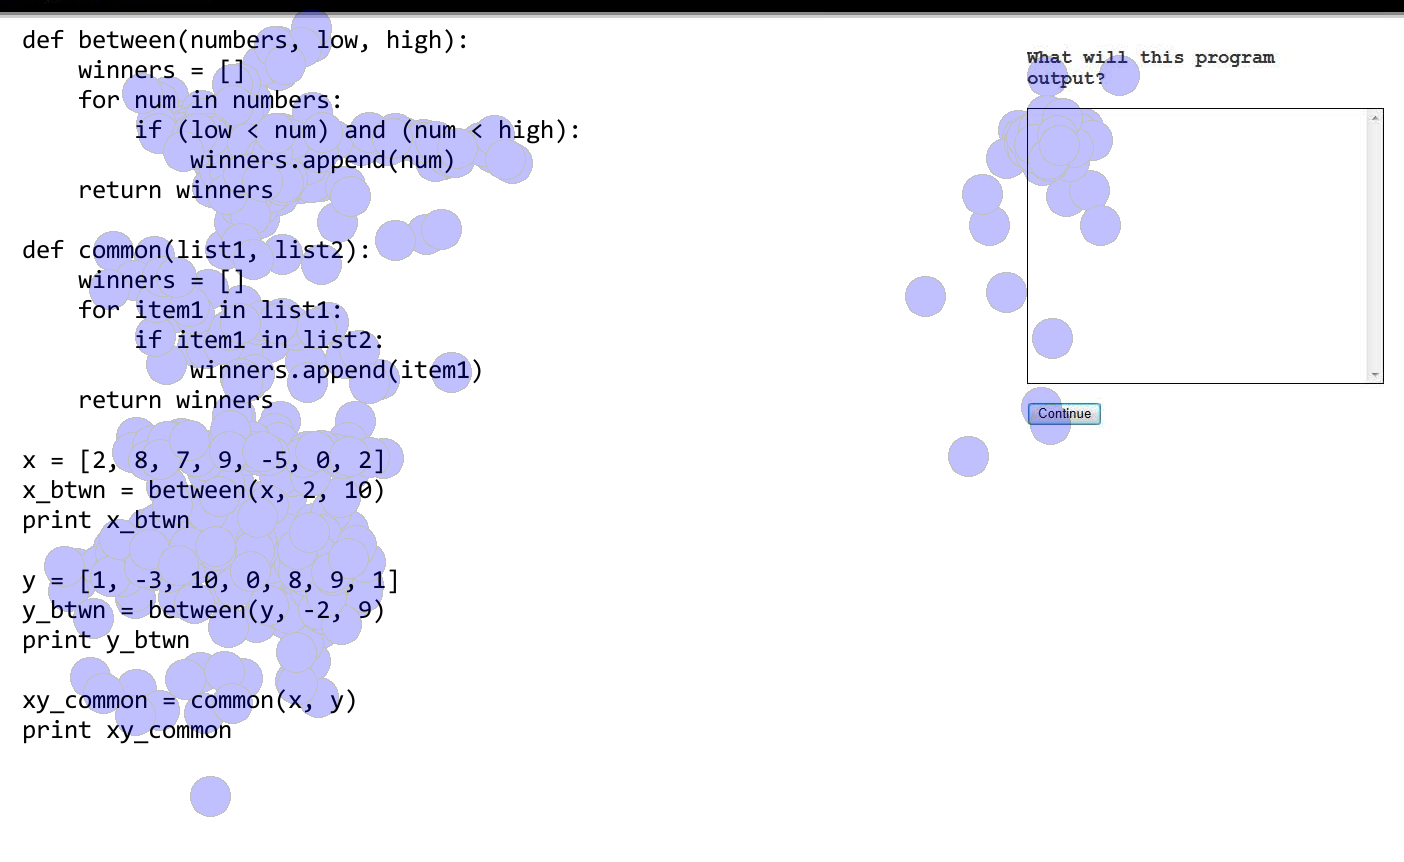 def between(numbers, low, high):
    winners = []
    for num in numbers:
        if (low < num) and (num < high):
            winners.append(num)
    return winners

def common(list1, list2):
    winners = []
    for item1 in list1:
        if item1 in list2:
            winners.append(item1)
    return winners

x = [2, 8, 7, 9, -5, 0, 2]
x_btwn = between(x, 2, 10)
print x_btwn

y = [1, -3, 10, 0, 8, 9, 1]
y_btwn = between(y, -2, 9)
print y_btwn

xy_common = common(x, y)
print xy_common
What will this program
output?
Continue